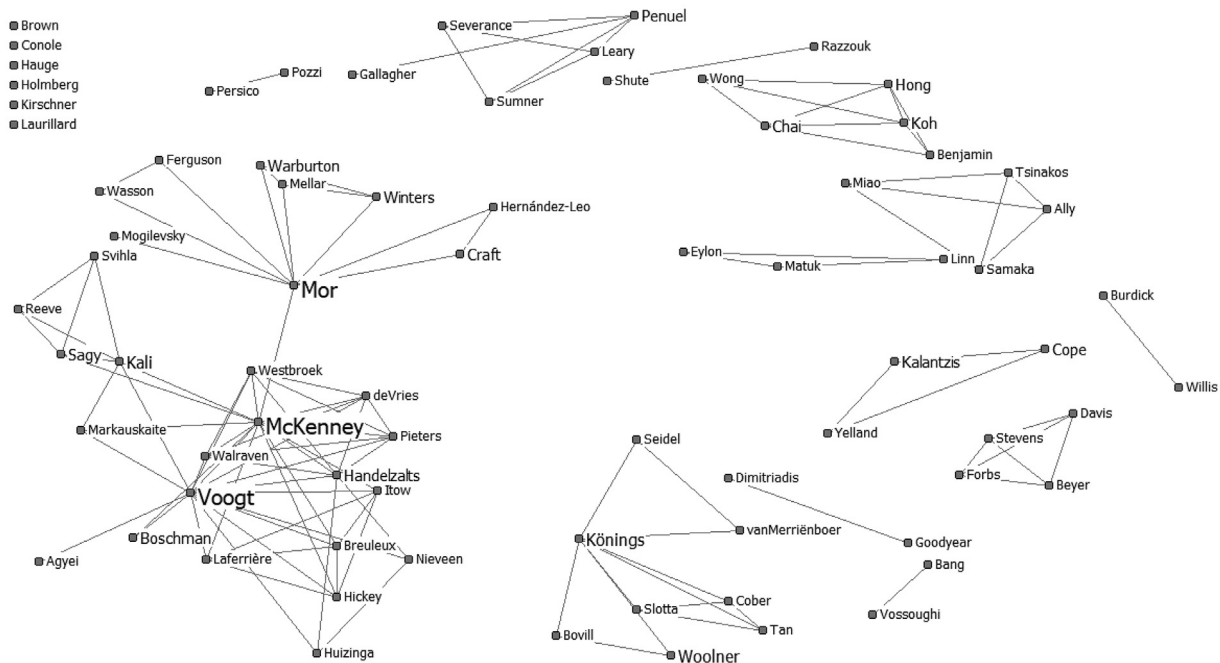 Brown
Conole
Hauge
Holmberg
Kirschner
Laurillard
Severance
Penuel
Leary
Razzouk
Pozzi
Gallagher
Shute
Wong
Hong
Persico
Sumner
Chai
Koh
Benjamin
Ferguson
Warburton
Mellar
Wasson
Winters
Hernández-Leo
Miao
Tsinakos
Ally
Mogilevsky
Svihla
Craft
Eylon
Matuk
Linn
Samaka
Mor
Burdick
Reeve
Sagy
Kali
Westbroek
Kalantzis
Cope
Willis
deVries
McKenney
Markauskaite
Pieters
Seidel
Yelland
Davis
Stevens
Walraven
Handelzalts
Dimitriadis
Forbs
Beyer
Voogt
Itow
vanMerriënboer
Boschman
Könings
Goodyear
Agyei
Laferrière
Breuleux
Nieveen
Bang
Hickey
Slotta
Cober
Vossoughi
Tan
Bovill
Huizinga
Woolner